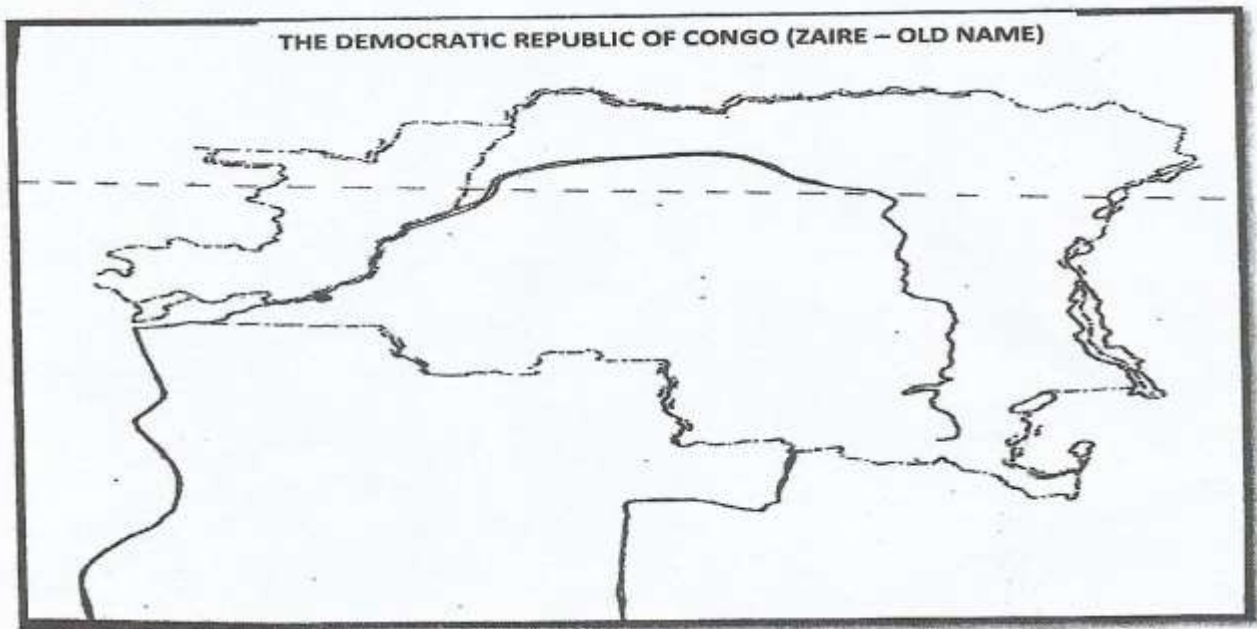 THE DEMOCRATIC REPUBLIC OF CONGO (ZAIRE – OLD NAME)